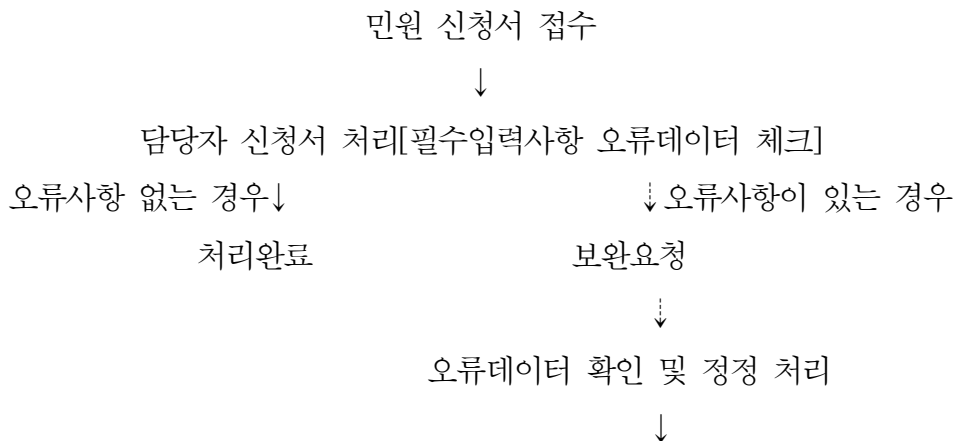 민원 신청서 접수
↓
담당자 신청서 처리[필수입력사항 오류데이터 체크]
오류사항 없는 경우↓ ⇣오류사항이 있는 경우
처리완료 보완요청
⇣
오류데이터 확인 및 정정 처리
↓